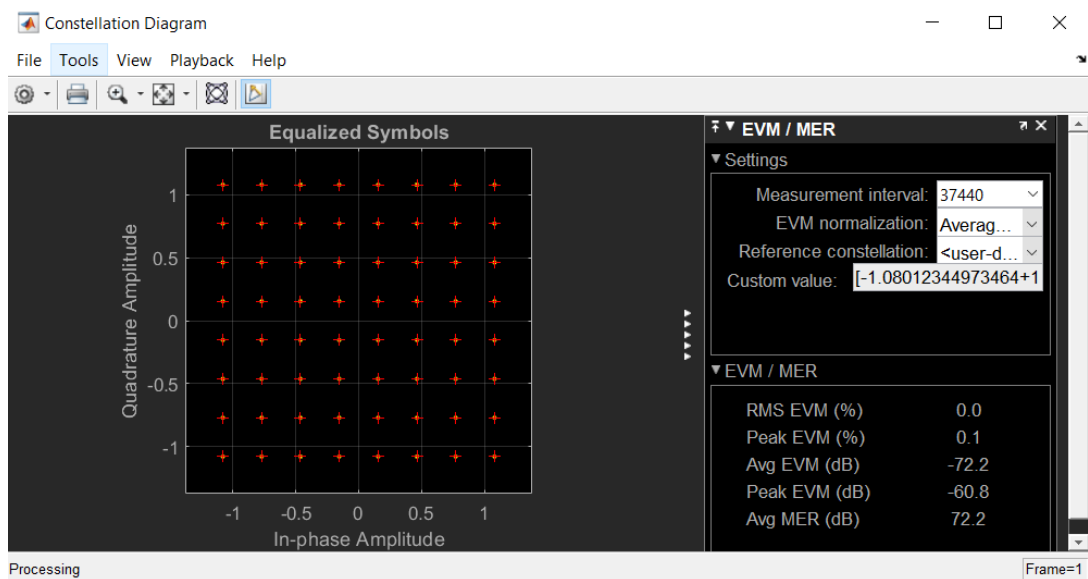 Constellation Diagram
File Tools View Playback Help
Equalized Symbols
1
0.5
0
-0.5
-1
Quadrature Amplitude
-1 -0.5 0 0.5 1
In-phase Amplitude
EVM / MER
Settings
Measurement interval: 37440
EVM normalization: Averag...
Reference constellation: <user-d...
Custom value: [-1.08012344973464+1
EVM / MER
RMS EVM (%) 0.0
Peak EVM (%) 0.1
Avg EVM (dB) -72.2
Peak EVM (dB) -60.8
Avg MER (dB) 72.2
Processing Frame=1